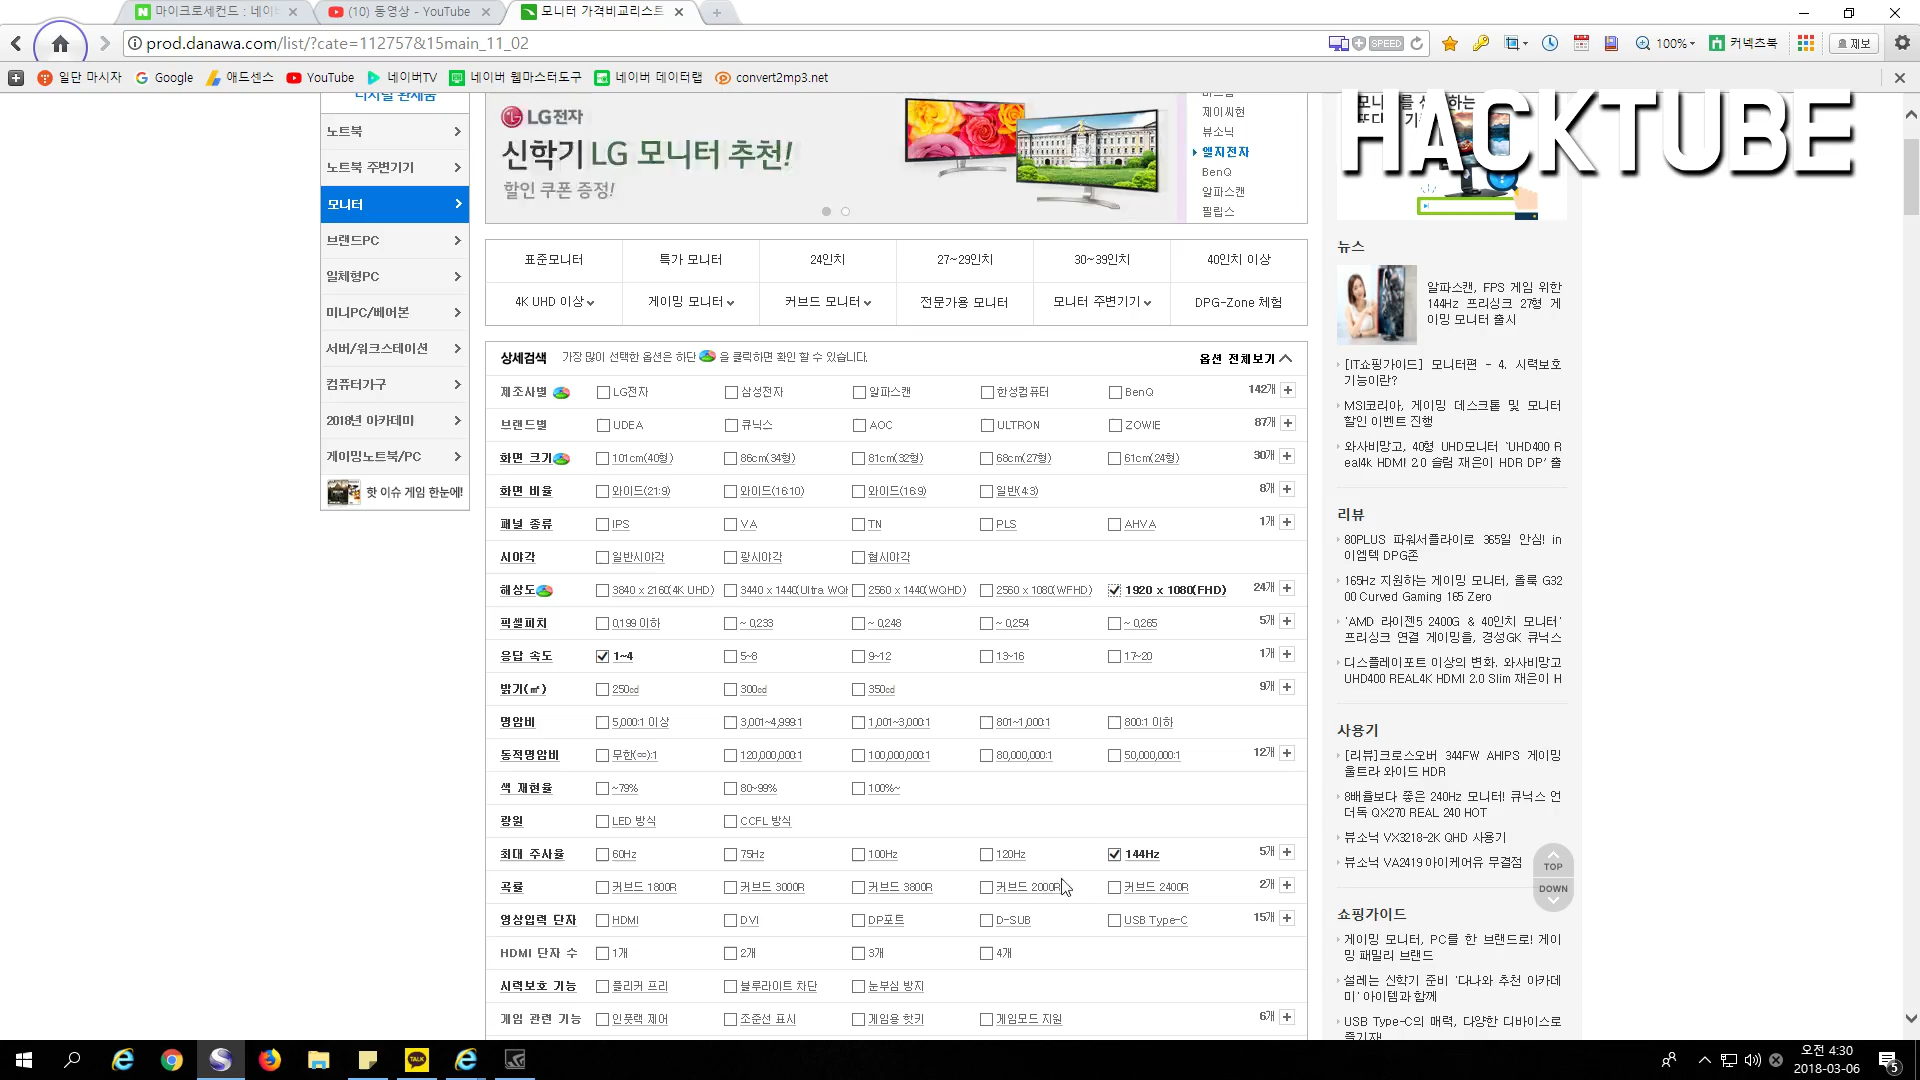 마이크로세컨드 : 네이
(10) 동영상 - YouTube
모니터 가격비교리스트
prod.danawa.com/list/?cate=112757&15main_11_02
SPEED
100%
커넥츠북
제보
일단 마시자
Google
애드센스
YouTube
네이버TV
네이버 웹마스터도구
네이버 데이터랩
convert2mp3.net
HACKTUBE
노트북
노트북 주변기기
모니터
브랜드PC
일체형PC
미니PC/베어본
서버/워크스테이션
컴퓨터가구
2018년 아카데미
게이밍노트북/PC
핫 이슈 게임 한눈에!
LG전자
신학기 LG 모니터 추천!
할인 쿠폰 증정!
제이씨현
뷰소닉
엘지전자
BenQ
알파스캔
필립스
표준모니터
특가 모니터
24인치
27~29인치
30~39인치
40인치 이상
4K UHD 이상
게이밍 모니터
커브드 모니터
전문가용 모니터
모니터 주변기기
DPG-Zone 체험
상세검색 가장 많이 선택한 옵션은 하단 을 클릭하면 확인 할 수 있습니다.
옵션 전체보기
제조사별 LG전자 삼성전자 알파스캔 한성컴퓨터 BenQ 142개
브랜드별 UDEA 큐닉스 AOC ULTRON ZOWIE 87개
화면 크기 101cm(40형) 86cm(34형) 81cm(32형) 68cm(27형) 61cm(24형) 30개
화면 비율 와이드(21:9) 와이드(16:10) 와이드(16:9) 일반(4:3) 8개
패널 종류 IPS VA TN PLS AHVA 1개
시야각 일반시야각 광시야각 협시야각
해상도 3840 x 2160(4K UHD) 3440 x 1440(Ultra WQH 2560 x 1440(WQHD) 2560 x 1080(WFHD) 1920 x 1080(FHD) 24개
픽셀피치 0,199 이하 ~ 0,233 ~ 0,248 ~ 0,254 ~ 0,265 5개
응답 속도 1~4 5~8 9~12 13~16 17~20 1개
밝기(㎡) 250cd 300cd 350cd 9개
명암비 5,000:1 이상 3,001~4,999:1 1,001~3,000:1 801~1,000:1 800:1 이하
동적명암비 무한(∞):1 120,000,000:1 100,000,000:1 80,000,000:1 50,000,000:1 12개
색 재현율 ~79% 80~99% 100%~
광원 LED 방식 CCFL 방식
최대 주사율 60Hz 75Hz 100Hz 120Hz 144Hz 5개
곡률 커브드 1800R 커브드 3000R 커브드 3800R 커브드 2000R 커브드 2400R 2개
영상입력 단자 HDMI DVI DP포트 D-SUB USB Type-C 15개
HDMI 단자 수 1개 2개 3개 4개
시력보호 기능 플리커 프리 블루라이트 차단 눈부심 방지
게임 관련 기능 인풋랙 제어 조준선 표시 게임용 핫키 게임모드 지원 6개
뉴스
알파스캔, FPS 게임 위한
144Hz 프리싱크 27형 게
이밍 모니터 출시
[IT쇼핑가이드] 모니터편 - 4. 시력보호
기능이란?
MSI코리아, 게이밍 데스크톱 및 모니터
할인 이벤트 진행
와사비망고, 40형 UHD모니터 'UHD400 R
eal4k HDMI 2.0 슬림 재은이 HDR DP' 출
리뷰
80PLUS 파워서플라이로 365일 안심! in
이엠텍 DPG존
165Hz 지원하는 게이밍 모니터, 올록 G32
00 Curved Gaming 165 Zero
'AMD 라이젠5 2400G & 40인치 모니터'
프리싱크 연결 게이밍을, 경성GK 큐닉스
디스플레이포트 이상의 변화. 와사비망고
UHD400 REAL4K HDMI 2.0 Slim 재은이 H
사용기
[리뷰]크로스오버 344FW AHIPS 게이밍
울트라 와이드 HDR
8배율보다 좋은 240Hz 모니터! 큐닉스 언
더독 QX270 REAL 240 HOT
뷰소닉 VX3218-2K QHD 사용기
뷰소닉 VA2419 아이케어유 무결점
TOP
DOWN
쇼핑가이드
게이밍 모니터, PC를 한 브랜드로! 게이
밍 패밀리 브랜드
설레는 신학기 준비 '다나와 추천 아카데
미' 아이템과 함께
USB Type-C의 매력, 다양한 디바이스로
즐기자!
TALK
오전 4:30
2018-03-06
5